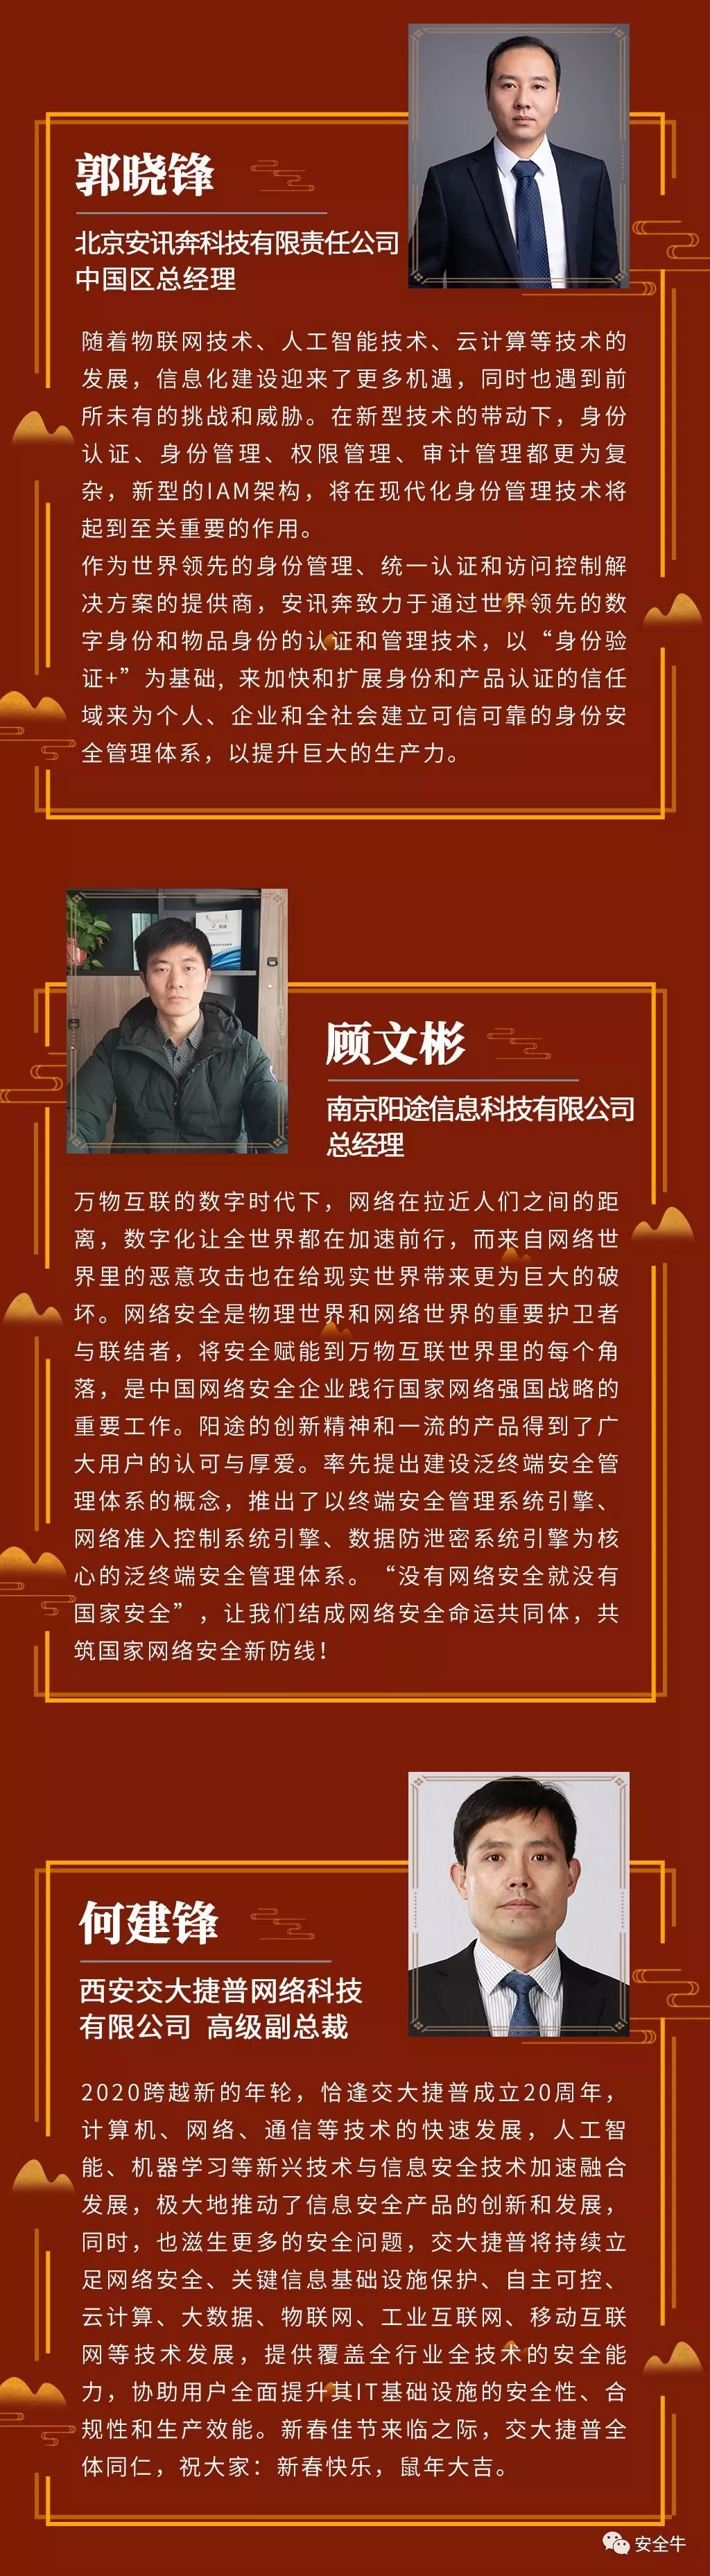 郭晓锋
北京安讯奔科技有限责任公司
中国区总经理
随着物联网技术、人工智能技术、云计算等技术的
发展，信息化建设迎来了更多机遇，同时也遇到前
所未有的挑战和威胁。在新型技术的带动下，身份
认证、身份管理、权限管理、审计管理都更为复
杂，新型的IAM架构，将在现代化身份管理技术将
起到至关重要的作用。
作为世界领先的身份管理、统一认证和访问控制解
决方案的提供商，安讯奔致力于通过世界领先的数
字身份和物品身份的认证和管理技术，以“身份验
证+”为基础，来加快和扩展身份和产品认证的信任
域来为个人、企业和全社会建立可信可靠的身份安
全管理体系，以提升巨大的生产力。
顾文彬
南京阳途信息科技有限公司
总经理
万物互联的数字时代下，网络在拉近人们之间的距
离，数字化让全世界都在加速前行，而来自网络世
界里的恶意攻击也在给现实世界带来更为巨大的破
坏。网络安全是物理世界和网络世界的重要护卫者
与联结者，将安全赋能到万物互联世界里的每个角
落，是中国网络安全企业践行国家网络强国战略的
重要工作。阳途的创新精神和一流的产品得到了广
大用户的认可与厚爱。率先提出建设泛终端安全管
理体系的概念，推出了以终端安全管理系统引擎、
网络准入控制系统引擎、数据防泄密系统引擎为核
心的泛终端安全管理体系。“没有网络安全就没有
国家安全”，让我们结成网络安全命运共同体，共
筑国家网络安全新防线！
何建锋
西安交大捷普网络科技
有限公司 高级副总裁
2020跨越新的年轮，恰逢交大捷普成立20周年，
计算机、网络、通信等技术的快速发展，人工智
能、机器学习等新兴技术与信息安全技术加速融合
发展，极大地推动了信息安全产品的创新和发展，
同时，也滋生更多的安全问题，交大捷普将持续立
足网络安全、关键信息基础设施保护、自主可控、
云计算、大数据、物联网、工业互联网、移动互联
网等技术发展，提供覆盖全行业全技术的安全能
力，协助用户全面提升其IT基础设施的安全性、合
规性和生产效能。新春佳节来临之际，交大捷普全
体同仁，祝大家：新春快乐，鼠年大吉。
安全牛